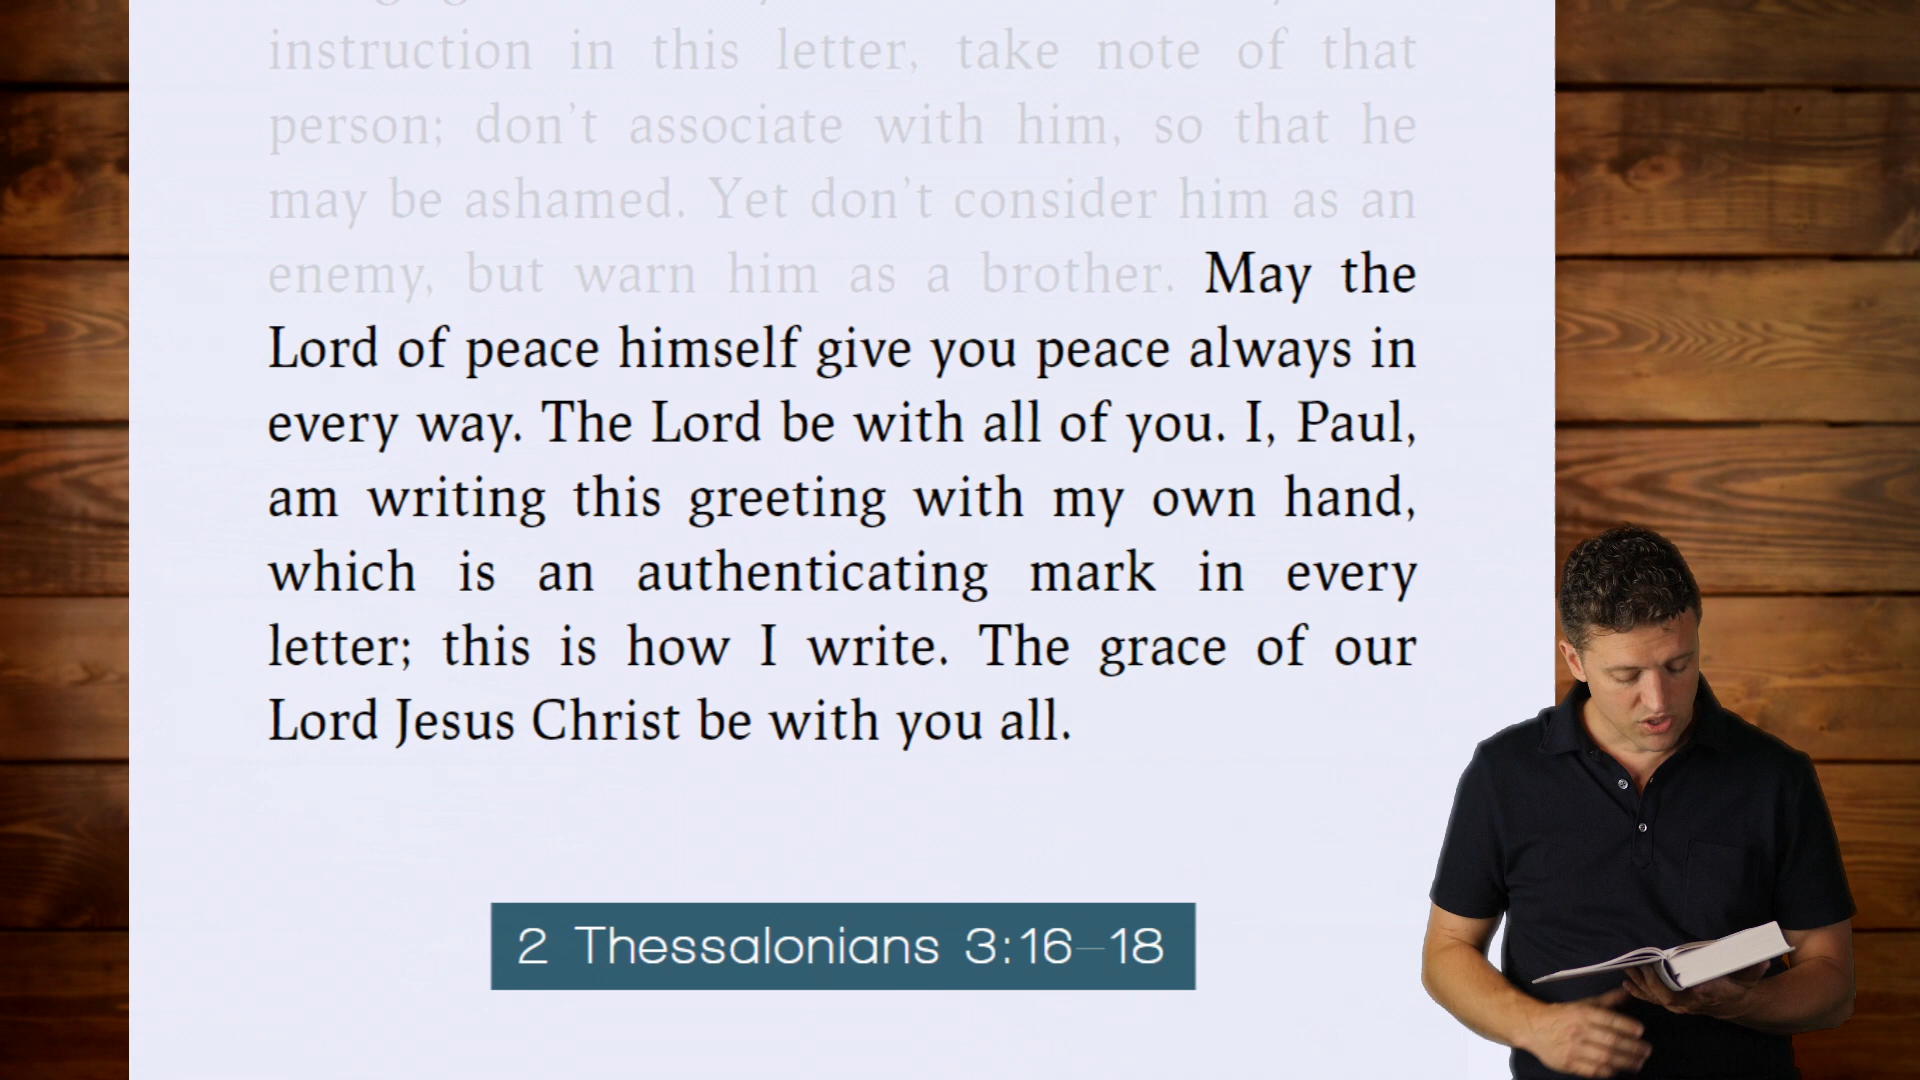 instruction in this letter, take note of that
person; don't associate with him, so that he
may be ashamed. Yet don't consider him as an
enemy, but warn him as a brother. May the
Lord of peace himself give you peace always in
every way. The Lord be with all of you. I, Paul,
am writing this greeting with my own hand,
which is an authenticating mark in every
letter; this is how I write. The grace of our
Lord Jesus Christ be with you all.
2 Thessalonians 3:16–18